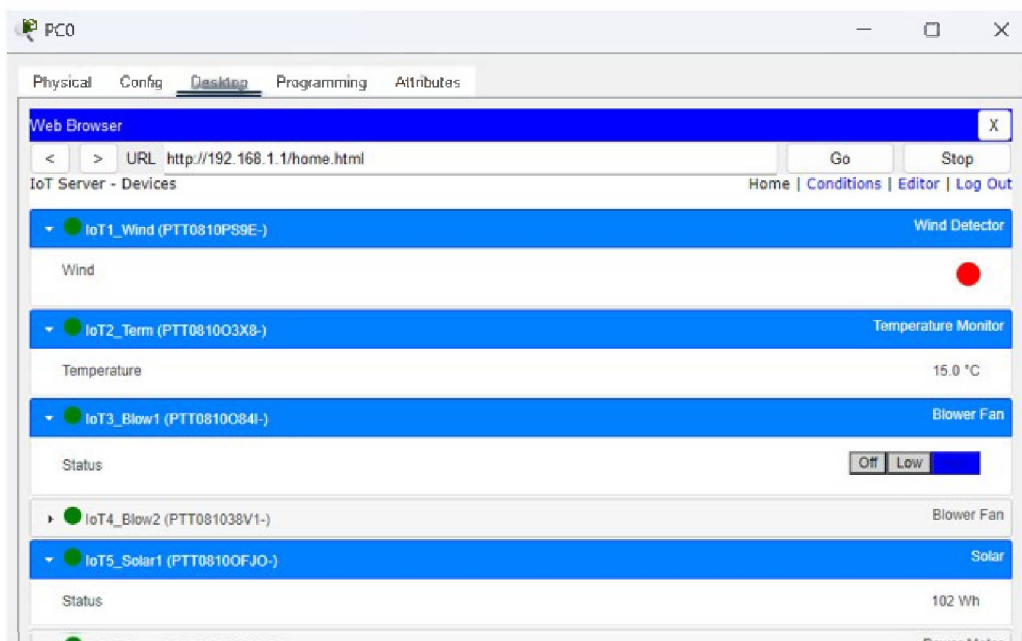 PC0
Physical Config Desktop Programming Attributes
Web Browser X
< > URL http://192.168.1.1/home.html Go Stop
IoT Server - Devices Home | Conditions | Editor | Log Out
IoT1_Wind (PTT0810PS9E-) Wind Detector
Wind
IoT2_Term (PTT0810O3X8-) Temperature Monitor
Temperature 15.0 °C
IoT3_Blow1 (PTT0810O84I-) Blower Fan
Status Off Low
IoT4_Blow2 (PTT081038V1-) Blower Fan
IoT5_Solar1 (PTT0810OFJO-) Solar
Status 102 Wh